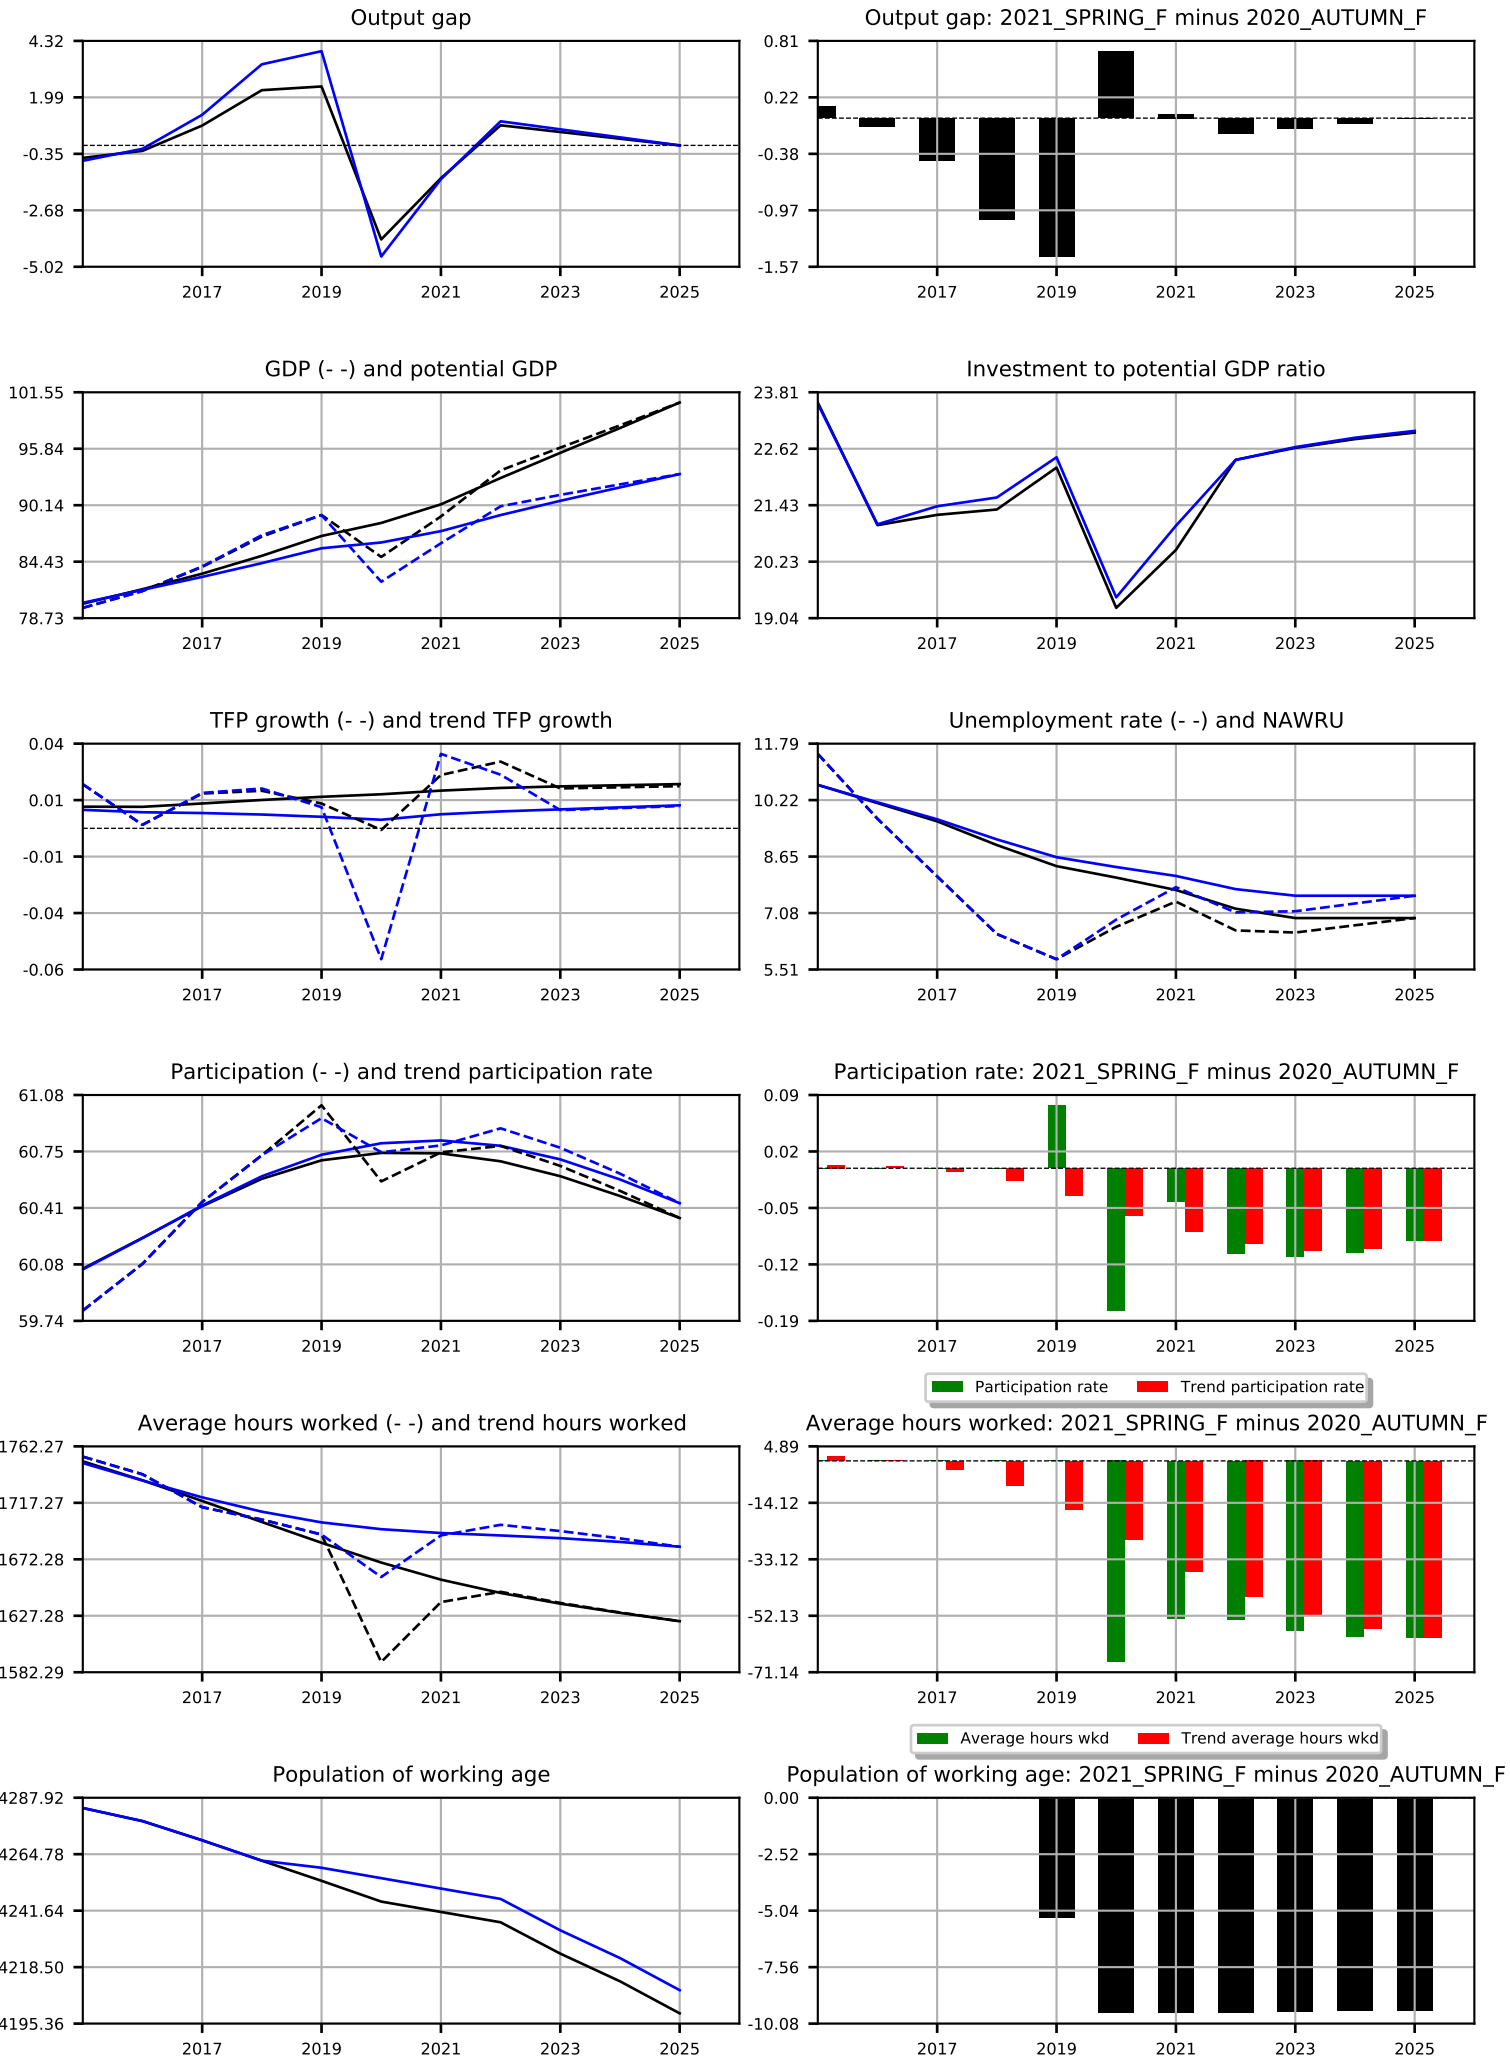 Output gap
4.32
1.99
-0.35
-2.68
-5.02
2017 2019 2021 2023 2025
Output gap: 2021_SPRING_F minus 2020_AUTUMN_F
0.81
0.22
-0.38
-0.97
-1.57
2017 2019 2021 2023 2025
GDP (- -) and potential GDP
101.55
95.84
90.14
84.43
78.73
2017 2019 2021 2023 2025
Investment to potential GDP ratio
23.81
22.62
21.43
20.23
19.04
2017 2019 2021 2023 2025
TFP growth (- -) and trend TFP growth
0.04
0.01
-0.01
-0.04
-0.06
2017 2019 2021 2023 2025
Unemployment rate (- -) and NAWRU
11.79
10.22
8.65
7.08
5.51
2017 2019 2021 2023 2025
Participation (- -) and trend participation rate
61.08
60.75
60.41
60.08
59.74
2017 2019 2021 2023 2025
Participation rate: 2021_SPRING_F minus 2020_AUTUMN_F
0.09
0.02
-0.05
-0.12
-0.19
2017 2019 2021 2023 2025
Participation rate Trend participation rate
Average hours worked (- -) and trend hours worked
1762.27
1717.27
1672.28
1627.28
1582.29
2017 2019 2021 2023 2025
Average hours worked: 2021_SPRING_F minus 2020_AUTUMN_F
4.89
-14.12
-33.12
-52.13
-71.14
2017 2019 2021 2023 2025
Average hours wkd Trend average hours wkd
Population of working age
4287.92
4264.78
4241.64
4218.50
4195.36
2017 2019 2021 2023 2025
Population of working age: 2021_SPRING_F minus 2020_AUTUMN_F
0.00
-2.52
-5.04
-7.56
-10.08
2017 2019 2021 2023 2025